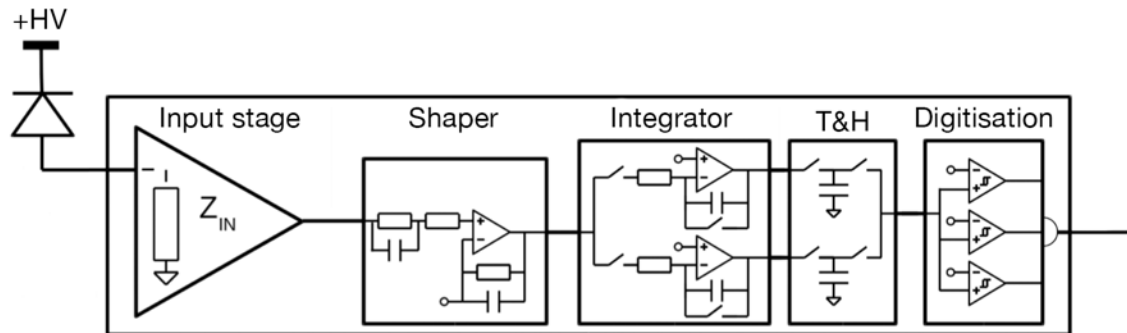 +HV
Input stage
Shaper
Integrator
T&H
Digitisation
− I
Z_IN
+
−
+
−
+
−
−
+
−
+
−
+